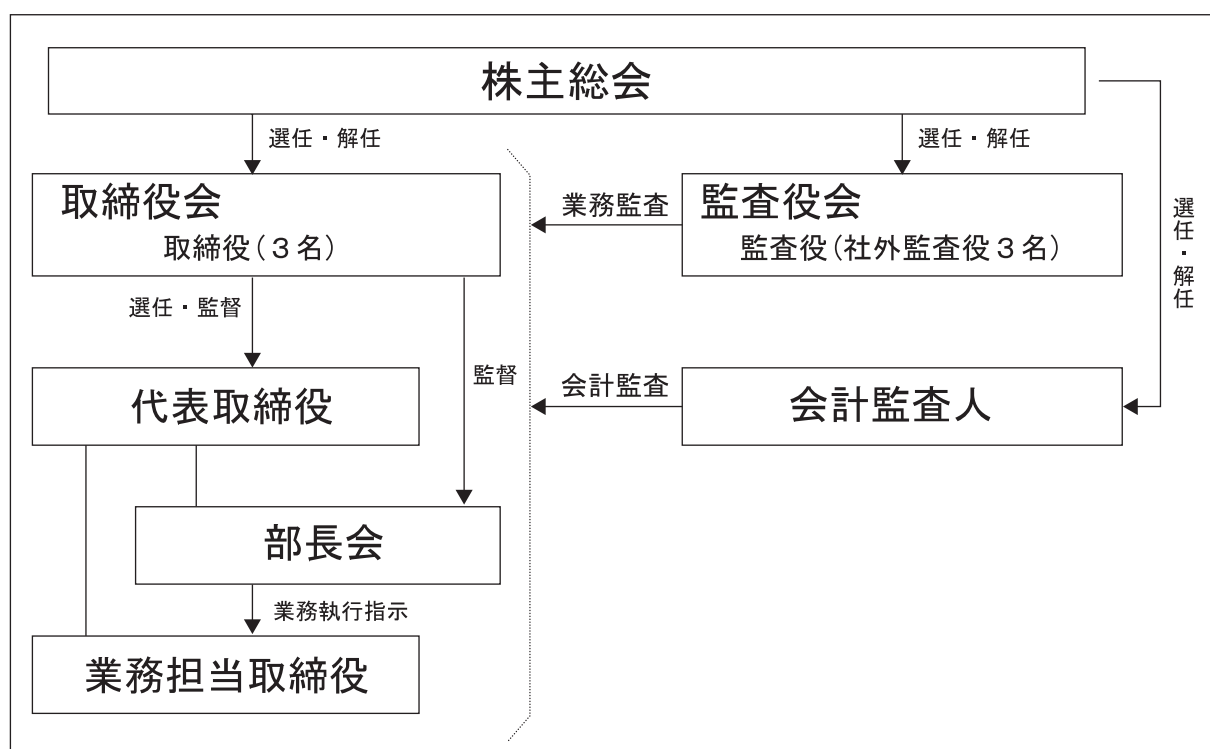 株主総会
選任・解任
選任・解任
取締役会
取締役(3名)
業務監査
監査役会
監査役(社外監査役3名)
選任・解任
選任・監督
監督
代表取締役
会計監査
会計監査人
部長会
業務執行指示
業務担当取締役